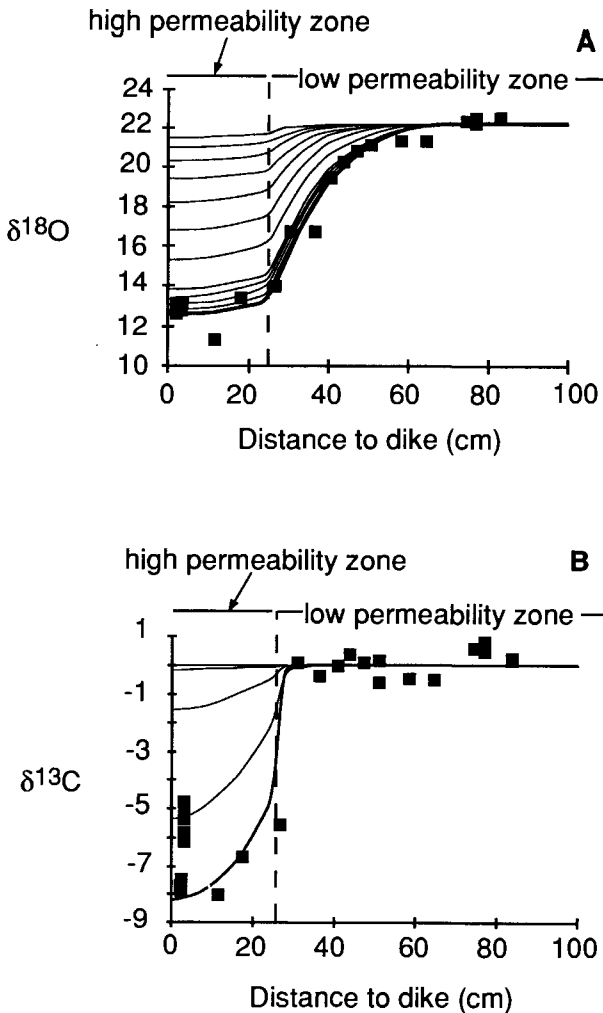 high permeability zone
A
low permeability zone
24
22
20
18
16
14
12
10
δ18O
0 20 40 60 80 100
Distance to dike (cm)
high permeability zone
B
low permeability zone
1
-1
-3
-5
-7
-9
δ13C
0 20 40 60 80 100
Distance to dike (cm)